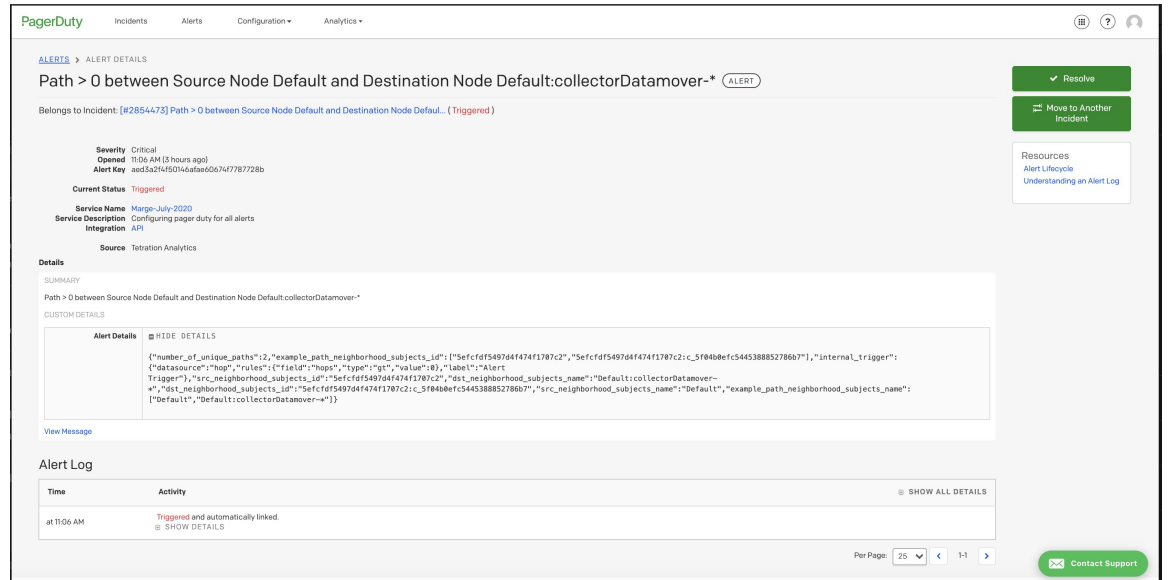 PagerDuty Incidents Alerts Configuration Analytics ?
ALERTS > ALERT DETAILS
Path > 0 between Source Node Default and Destination Node Default:collectorDatamover-* ALERT
Resolve
Belongs to Incident: [#2854473] Path > 0 between Source Node Default and Destination Node Defaul... ( Triggered )
Move to Another
Incident
Severity Critical
Opened 11:06 AM (3 hours ago)
Alert Key aed3a2f4f50146afae60674f7787728b
Current Status Triggered
Service Name Marge-July-2020
Service Description Configuring pager duty for all alerts
Integration API
Source Tetration Analytics
Resources
Alert Lifecycle
Understanding an Alert Log
Details
SUMMARY
Path > 0 between Source Node Default and Destination Node Default:collectorDatamover-*
CUSTOM DETAILS
Alert Details HIDE DETAILS
{"number_of_unique_paths":2,"example_path_neighborhood_subjects_id":["5efcfdf5497d4f474f1707c2","5efcfdf5497d4f474f1707c2:c_5f04b0efc5445388852786b7"],"internal_trigger":
{"datasource":"hop","rules":{"field":"hops","type":"gt","value":0},"label":"Alert
Trigger"},"src_neighborhood_subjects_id":"5efcfdf5497d4f474f1707c2","dst_neighborhood_subjects_name":"Default:collectorDatamover-
*","dst_neighborhood_subjects_id":"5efcfdf5497d4f474f1707c2:c_5f04b0efc5445388852786b7","src_neighborhood_subjects_name":"Default","example_path_neighborhood_subjects_name":
["Default","Default:collectorDatamover-*"]}
View Message
Alert Log
Time Activity SHOW ALL DETAILS
at 11:06 AM Triggered and automatically linked.
SHOW DETAILS
Per Page: 25 1-1
Contact Support